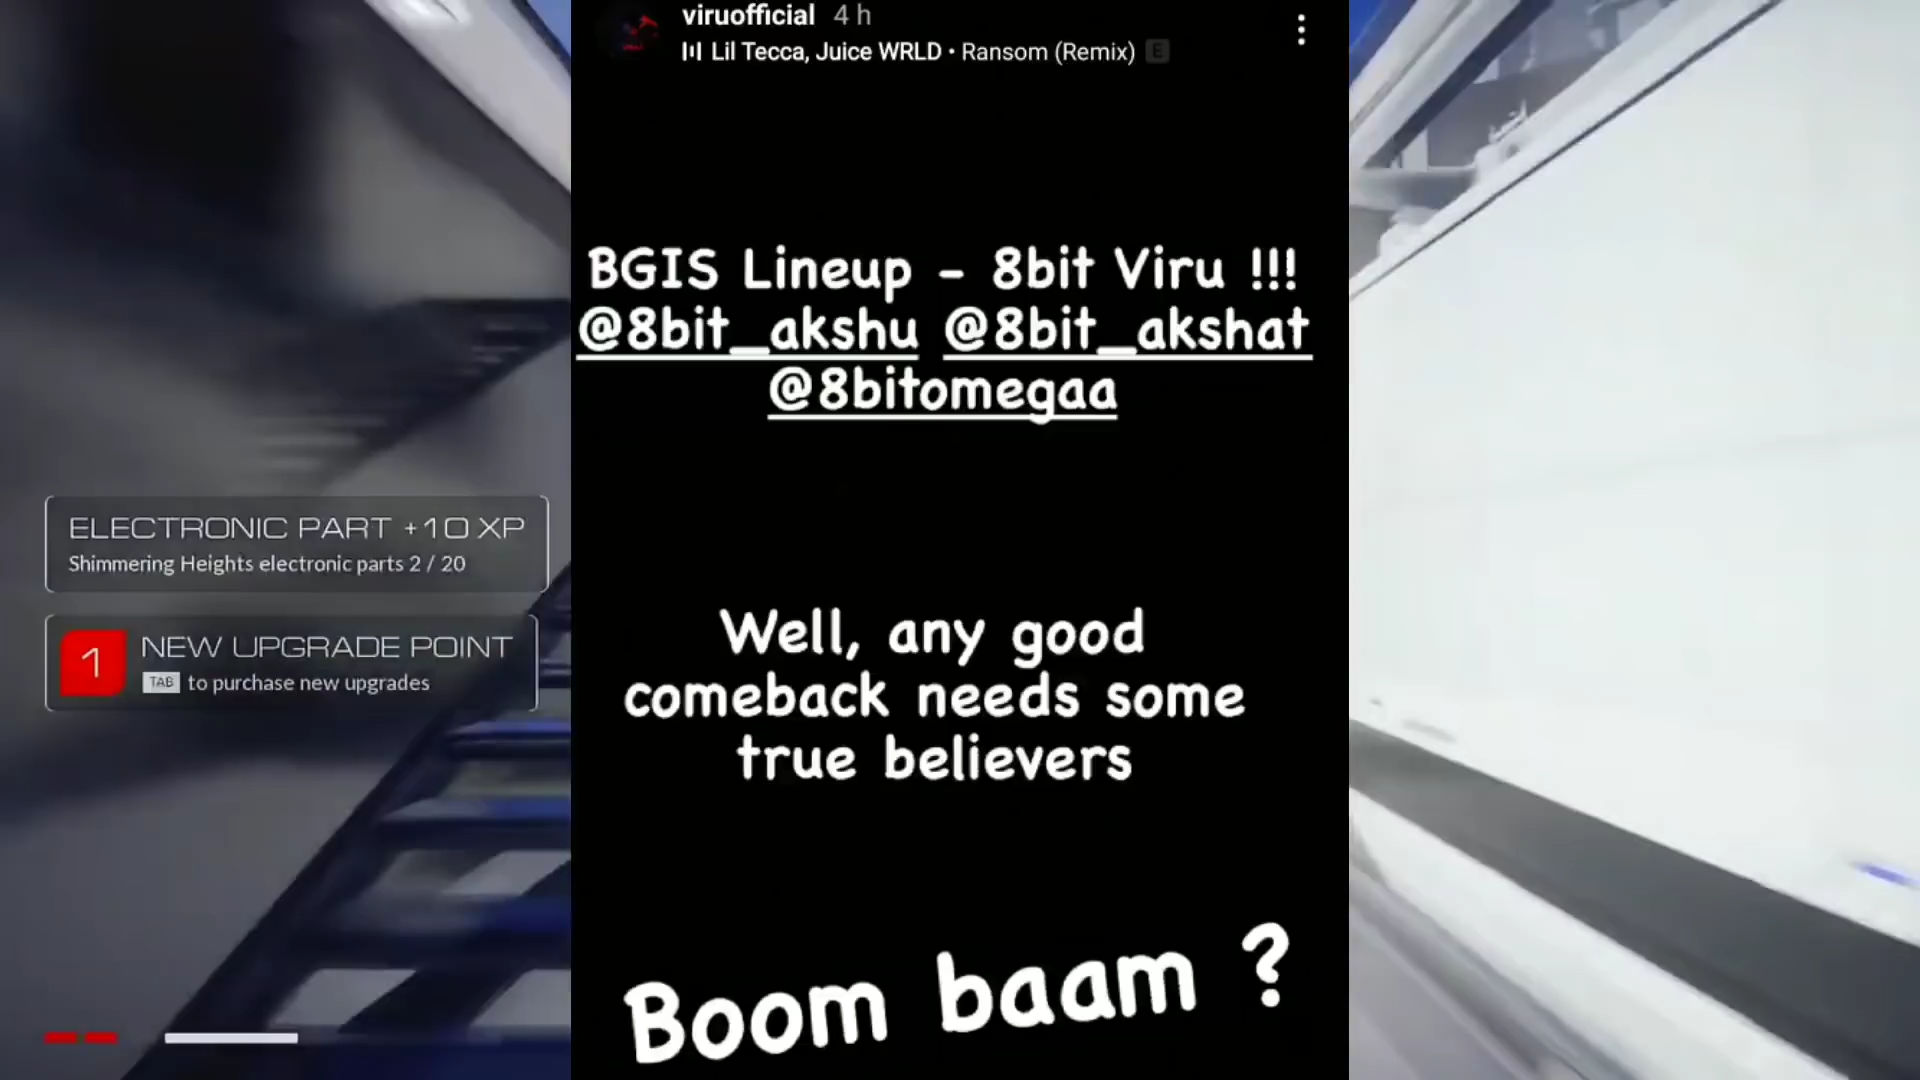 viruofficial 4 h
Lil Tecca, Juice WRLD • Ransom (Remix) E
BGIS Lineup - 8bit Viru !!!
@8bit_akshu @8bit_akshat
@8bitomegaa
Well, any good
comeback needs some
true believers
Boom baam ?
ELECTRONIC PART +10 XP
Shimmering Heights electronic parts 2 / 20
1 NEW UPGRADE POINT
TAB to purchase new upgrades